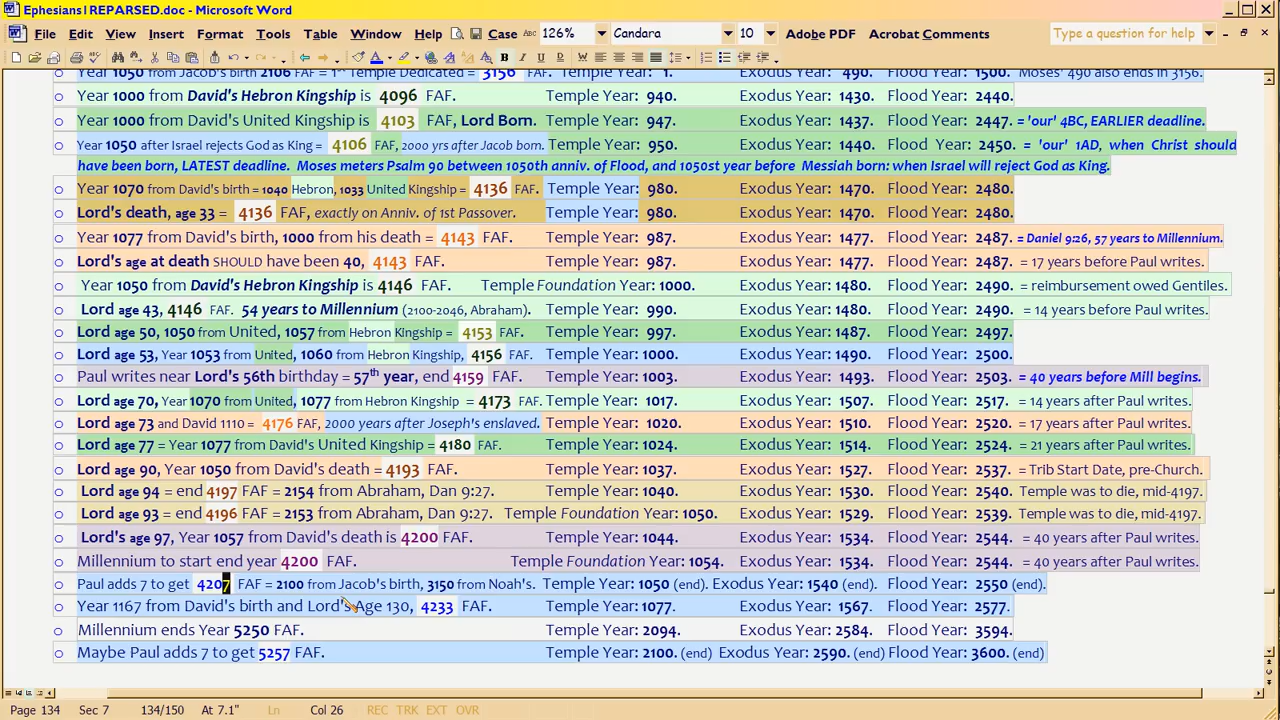 Ephesians1REPARSED.doc - Microsoft Word
File Edit View Insert Format Tools Table Window Help Case 126% Candara 10 Adobe PDF Acrobat Comments Type a question for help
Year 1050 from Jacob's birth 2106 FAF = 1st Temple Dedicated = 3156 FAF. Temple Year: 1. Exodus Year: 490. Flood Year: 1500. Moses' 490 also ends in 3156.
Year 1000 from David's Hebron Kingship is 4096 FAF. Temple Year: 940. Exodus Year: 1430. Flood Year: 2440.
Year 1000 from David's United Kingship is 4103 FAF, Lord Born. Temple Year: 947. Exodus Year: 1437. Flood Year: 2447. = 'our' 4BC, EARLIER deadline.
Year 1050 after Israel rejects God as King = 4106 FAF, 2000 yrs after Jacob born. Temple Year: 950. Exodus Year: 1440. Flood Year: 2450. = 'our' 1AD, when Christ should
have been born, LATEST deadline. Moses meters Psalm 90 between 1050th anniv. of Flood, and 1050st year before Messiah born: when Israel will reject God as King.
Year 1070 from David's birth = 1040 Hebron, 1033 United Kingship = 4136 FAF. Temple Year: 980. Exodus Year: 1470. Flood Year: 2480.
Lord's death, age 33 = 4136 FAF, exactly on Anniv. of 1st Passover. Temple Year: 980. Exodus Year: 1470. Flood Year: 2480.
Year 1077 from David's birth, 1000 from his death = 4143 FAF. Temple Year: 987. Exodus Year: 1477. Flood Year: 2487. = Daniel 9:26, 57 years to Millennium.
Lord's age at death SHOULD have been 40, 4143 FAF. Temple Year: 987. Exodus Year: 1477. Flood Year: 2487. = 17 years before Paul writes.
Year 1050 from David's Hebron Kingship is 4146 FAF. Temple Foundation Year: 1000. Exodus Year: 1480. Flood Year: 2490. = reimbursement owed Gentiles.
Lord age 43, 4146 FAF. 54 years to Millennium (2100-2046, Abraham). Temple Year: 990. Exodus Year: 1480. Flood Year: 2490. = 14 years before Paul writes.
Lord age 50, 1050 from United, 1057 from Hebron Kingship = 4153 FAF. Temple Year: 997. Exodus Year: 1487. Flood Year: 2497.
Lord age 53, Year 1053 from United, 1060 from Hebron Kingship, 4156 FAF. Temple Year: 1000. Exodus Year: 1490. Flood Year: 2500.
Paul writes near Lord's 56th birthday = 57th year, end 4159 FAF. Temple Year: 1003. Exodus Year: 1493. Flood Year: 2503. = 40 years before Mill begins.
Lord age 70, Year 1070 from United, 1077 from Hebron Kingship = 4173 FAF. Temple Year: 1017. Exodus Year: 1507. Flood Year: 2517. = 14 years after Paul writes.
Lord age 73 and David 1110 = 4176 FAF, 2000 years after Joseph's enslaved. Temple Year: 1020. Exodus Year: 1510. Flood Year: 2520. = 17 years after Paul writes.
Lord age 77 = Year 1077 from David's United Kingship = 4180 FAF. Temple Year: 1024. Exodus Year: 1514. Flood Year: 2524. = 21 years after Paul writes.
Lord age 90, Year 1050 from David's death = 4193 FAF. Temple Year: 1037. Exodus Year: 1527. Flood Year: 2537. = Trib Start Date, pre-Church.
Lord age 94 = end 4197 FAF = 2154 from Abraham, Dan 9:27. Temple Year: 1040. Exodus Year: 1530. Flood Year: 2540. Temple was to die, mid-4197.
Lord age 93 = end 4196 FAF = 2153 from Abraham, Dan 9:27. Temple Foundation Year: 1050. Exodus Year: 1529. Flood Year: 2539. Temple was to die, mid-4197.
Lord's age 97, Year 1057 from David's death is 4200 FAF. Temple Year: 1044. Exodus Year: 1534. Flood Year: 2544. = 40 years after Paul writes.
Millennium to start end year 4200 FAF. Temple Foundation Year: 1054. Exodus Year: 1534. Flood Year: 2544. = 40 years after Paul writes.
Paul adds 7 to get 4207 FAF = 2100 from Jacob's birth, 3150 from Noah's. Temple Year: 1050 (end). Exodus Year: 1540 (end). Flood Year: 2550 (end).
Year 1167 from David's birth and Lord's Age 130, 4233 FAF. Temple Year: 1077. Exodus Year: 1567. Flood Year: 2577.
Millennium ends Year 5250 FAF. Temple Year: 2094. Exodus Year: 2584. Flood Year: 3594.
Maybe Paul adds 7 to get 5257 FAF. Temple Year: 2100. (end) Exodus Year: 2590. (end) Flood Year: 3600. (end)
Page 134 Sec 7 134/150 At 7.1" Ln Col 26 REC TRK EXT OVR